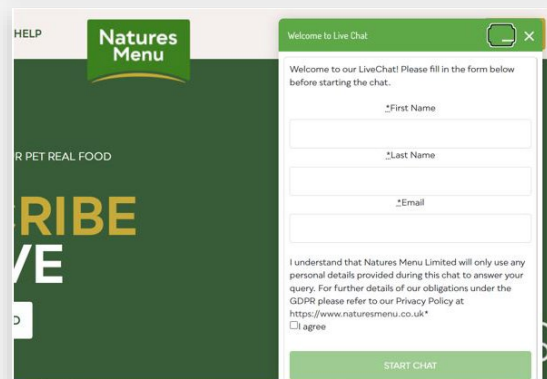 HELP
Natures
Menu
R PET REAL FOOD
RIBE
VE
D
Welcome to Live Chat
Welcome to our LiveChat! Please fill in the form below
before starting the chat.
*First Name
*Last Name
*Email
I understand that Natures Menu Limited will only use any
personal details provided during this chat to answer your
query. For further details of our obligations under the
GDPR please refer to our Privacy Policy at
https://www.naturesmenu.co.uk*
I agree
START CHAT